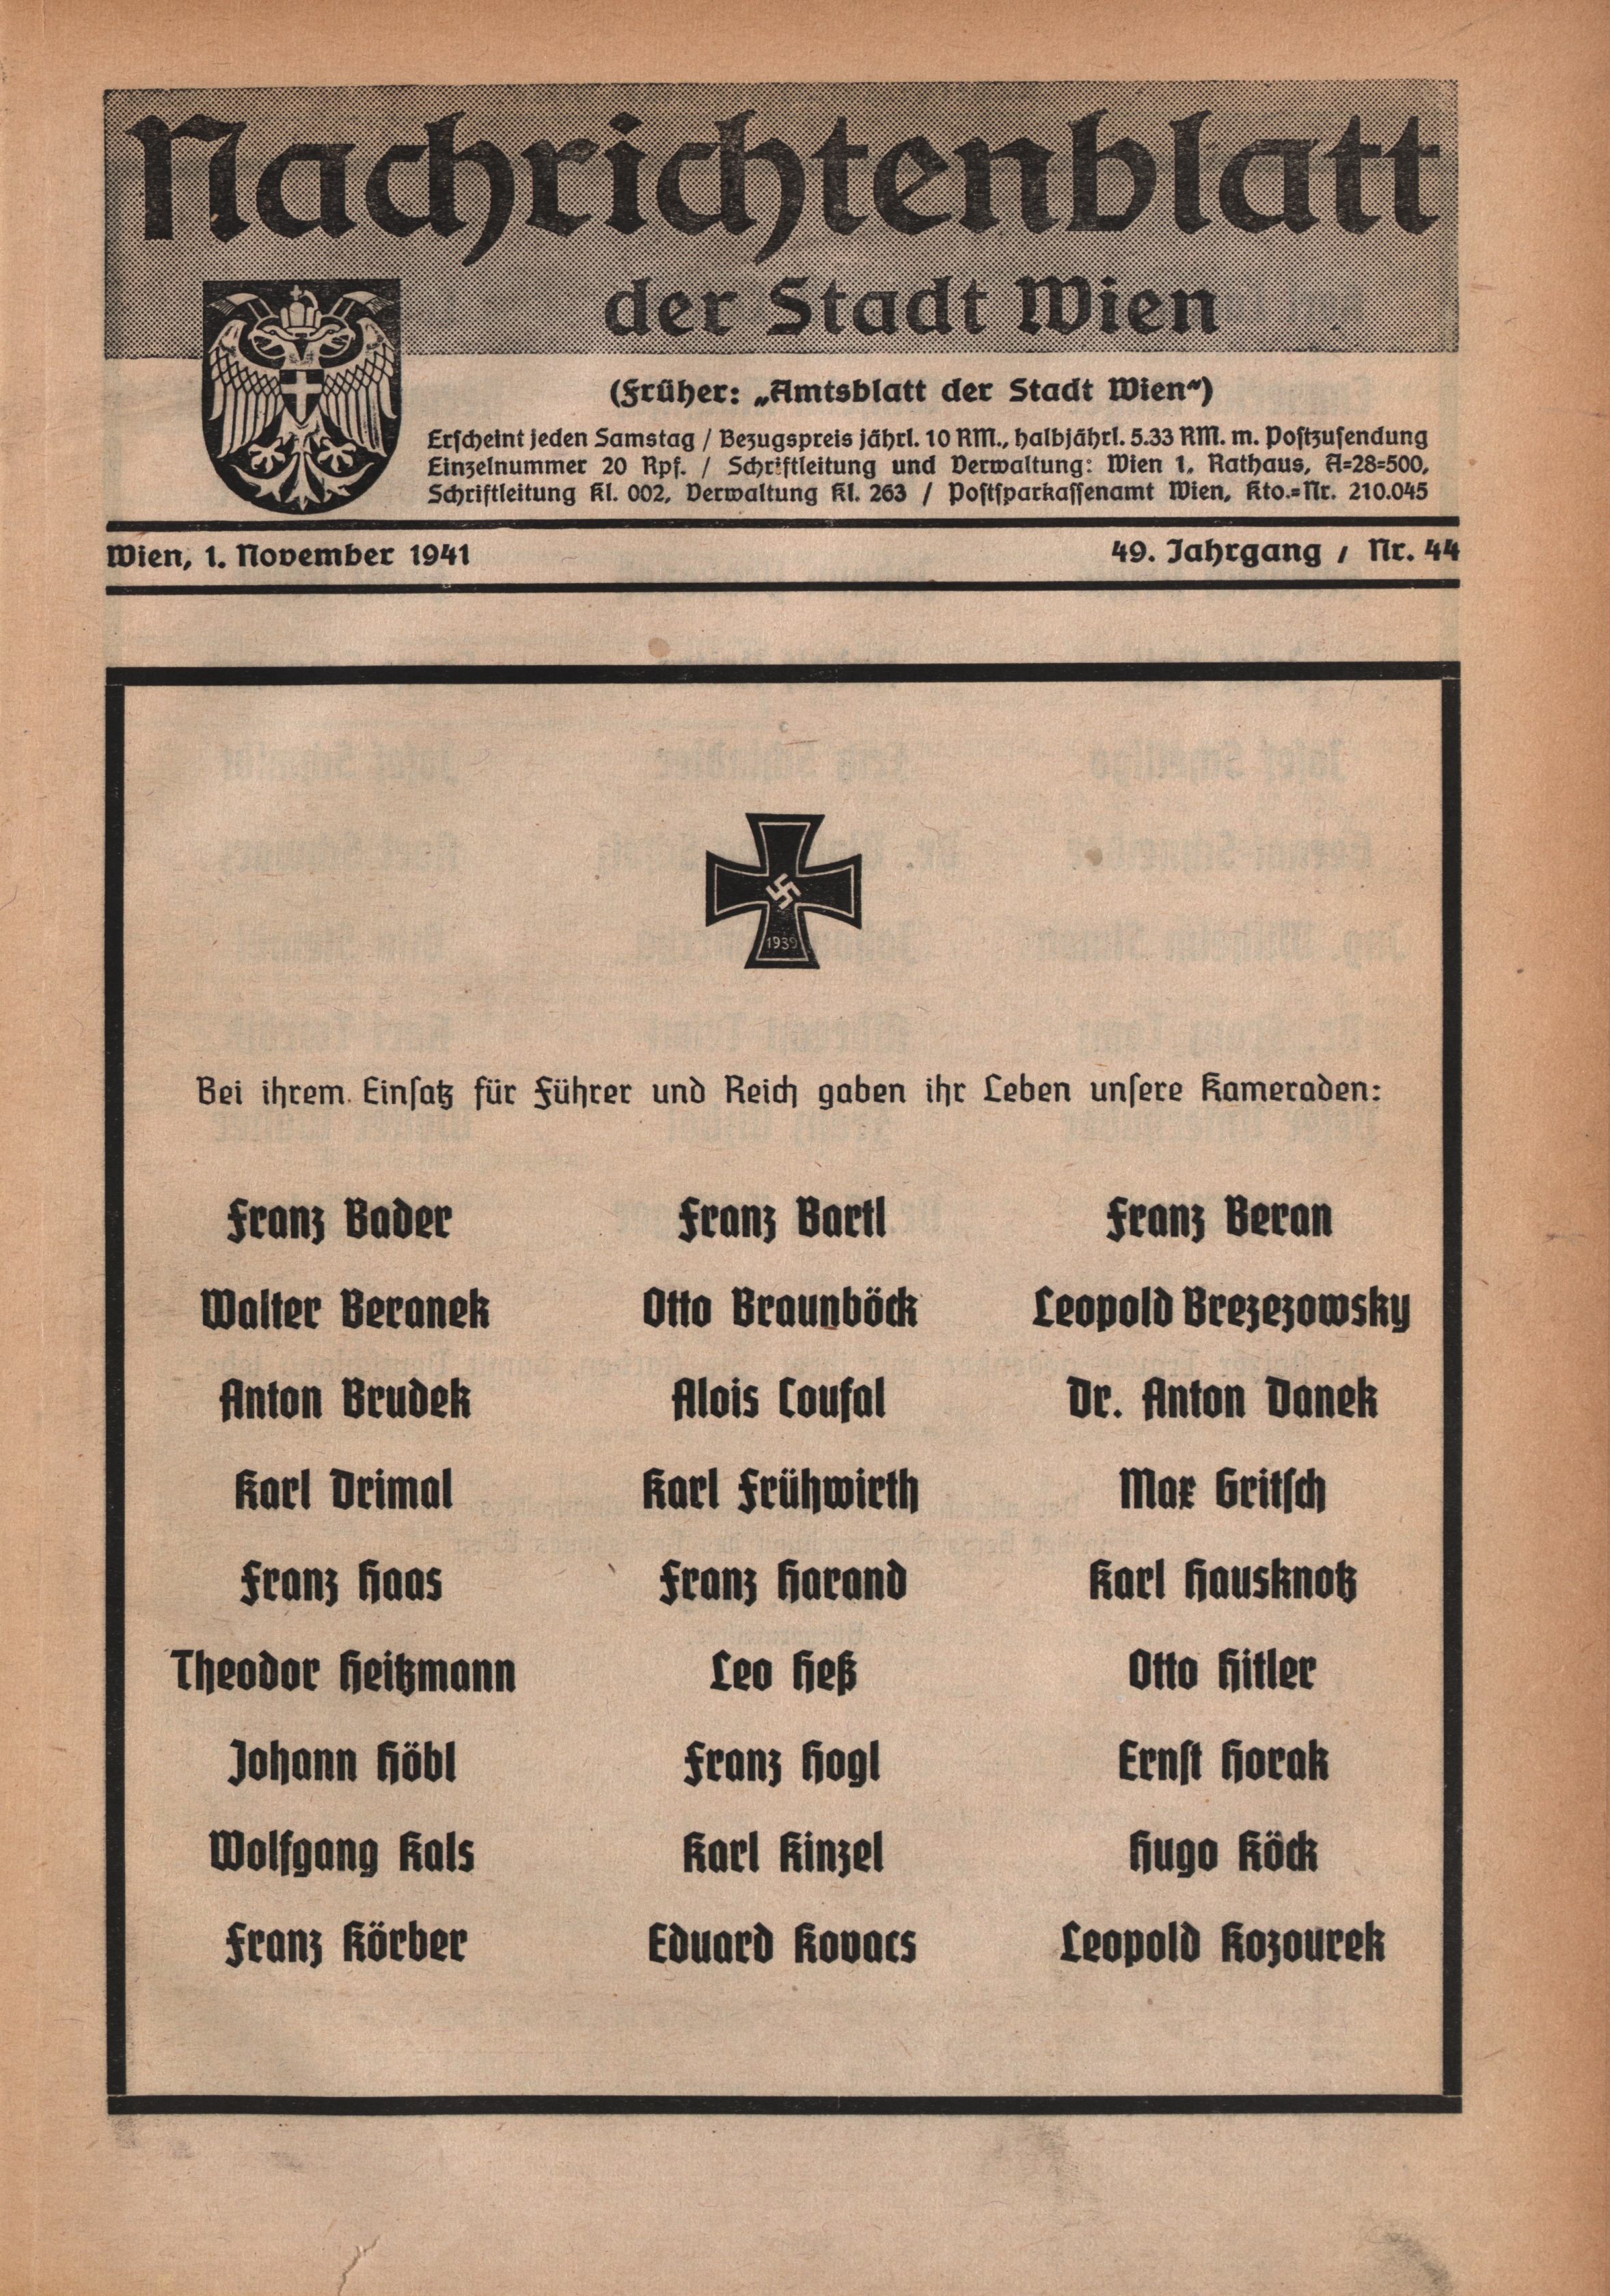 Nachrichtenblatt
der Stadt Wien
(Früher: „Amtsblatt der Stadt Wien“)
Erscheint jeden Samstag / Bezugspreis jährl. 10 RM., halbjährl. 5.33 RM. m. Postzusendung
Einzelnummer 20 Rpf. / Schriftleitung und Verwaltung: Wien 1, Rathaus, A=28=500,
Schriftleitung Kl. 002, Verwaltung Kl. 263 / Postsparkassenamt Wien, Kto.=Nr. 210.045
Wien, 1. November 1941 49. Jahrgang / Nr. 44
1939
Bei ihrem Einsatz für Führer und Reich gaben ihr Leben unsere Kameraden:
Franz Bader Franz Bartl Franz Beran
Walter Beranek Otto Braunböck Leopold Brezezowsky
Anton Brudek Alois Coufal Dr. Anton Danek
Karl Drimal Karl Frühwirth Max Gritsch
Franz Haas Franz Harand Karl Hausknotz
Theodor Heitzmann Leo Heß Otto Hitler
Johann Höbl Franz Hogl Ernst Horak
Wolfgang Kals Karl Kinzel Hugo Köck
Franz Körber Eduard Kovacs Leopold Kozourek